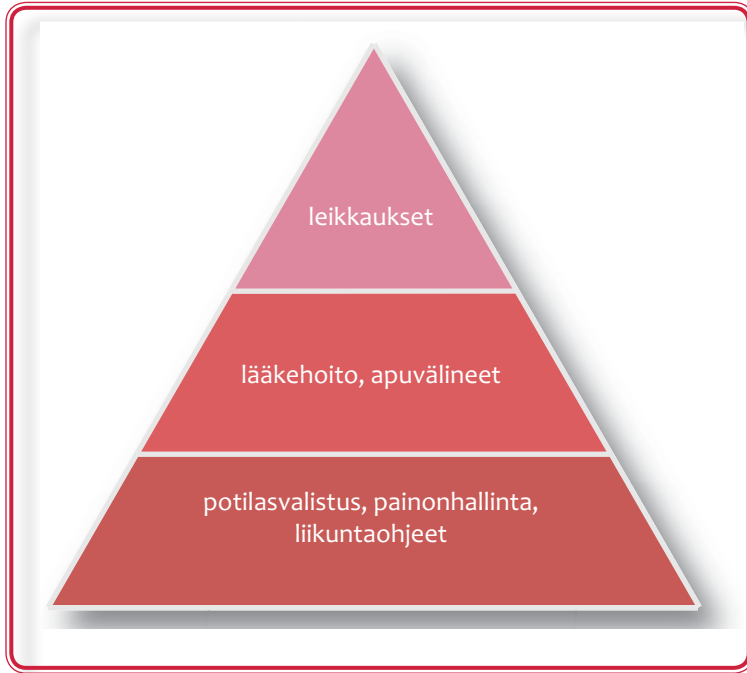 leikkaukset
lääkehoito, apuvälineet
potilasvalistus, painonhallinta,
liikuntaohjeet